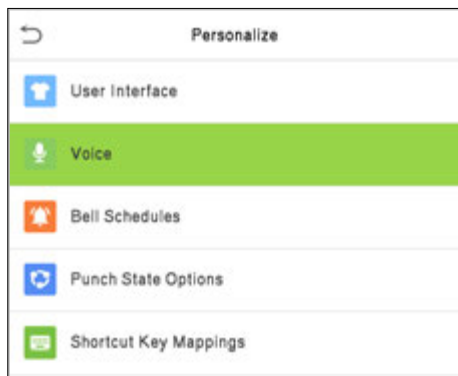 Personalize
User Interface
Voice
Bell Schedules
Punch State Options
Shortcut Key Mappings